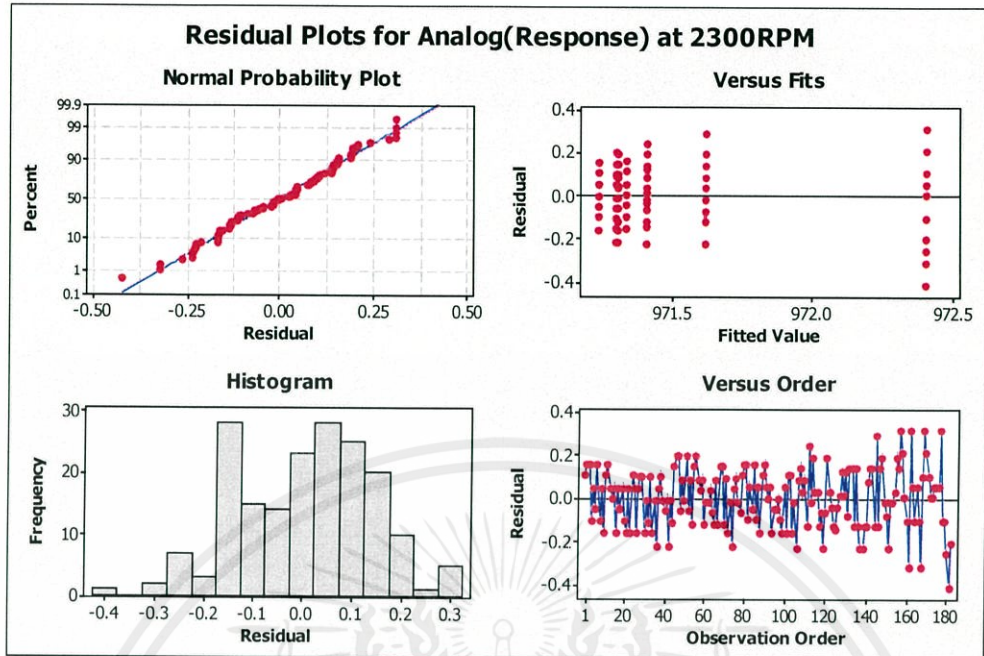 Residual Plots for Analog(Response) at 2300RPM
Normal Probability Plot
99.9
99
90
50
10
1
0.1
Percent
-0.50 -0.25 0.00 0.25 0.50
Residual
Versus Fits
0.4
0.2
0.0
-0.2
-0.4
Residual
971.5 972.0 972.5
Fitted Value
Histogram
30
20
10
0
Frequency
-0.4 -0.3 -0.2 -0.1 0.0 0.1 0.2 0.3
Residual
Versus Order
0.4
0.2
0.0
-0.2
-0.4
Residual
1 20 40 60 80 100 120 140 160 180
Observation Order